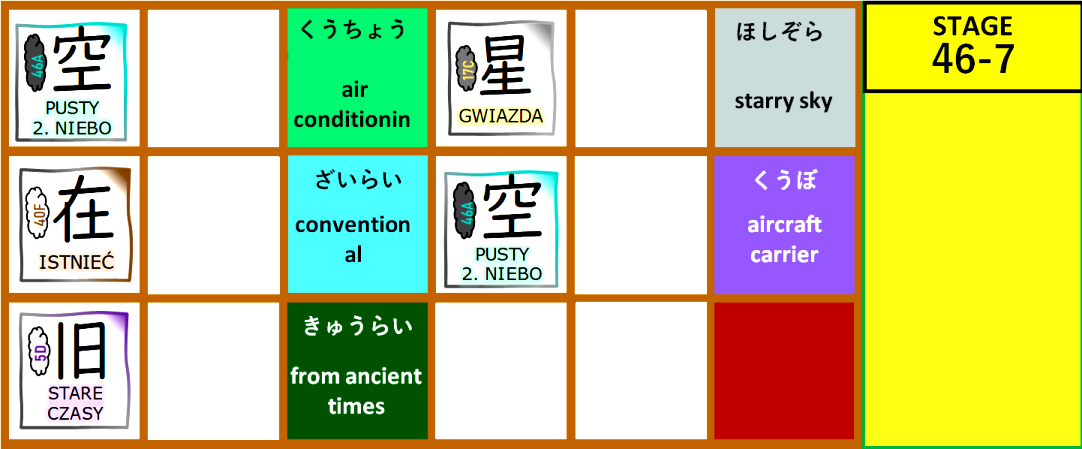 46A
空
PUSTY
2. NIEBO
くうちょう
air
conditionin
17C
星
GWIAZDA
ほしぞら
starry sky
STAGE
46-7
40F
在
ISTNIEĆ
ざいらい
convention
al
46A
空
PUSTY
2. NIEBO
くうぼ
aircraft
carrier
5D
旧
STARE
CZASY
きゅうらい
from ancient
times